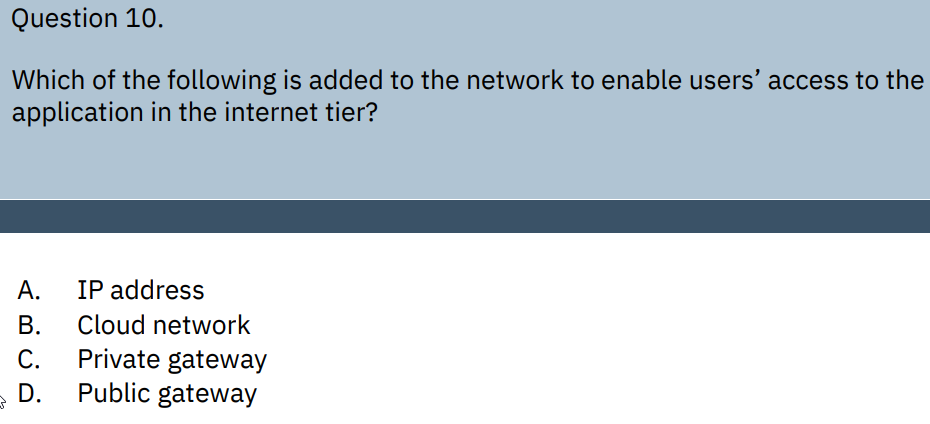 Question 10.
Which of the following is added to the network to enable users’ access to the
application in the internet tier?
A. IP address
B. Cloud network
C. Private gateway
D. Public gateway